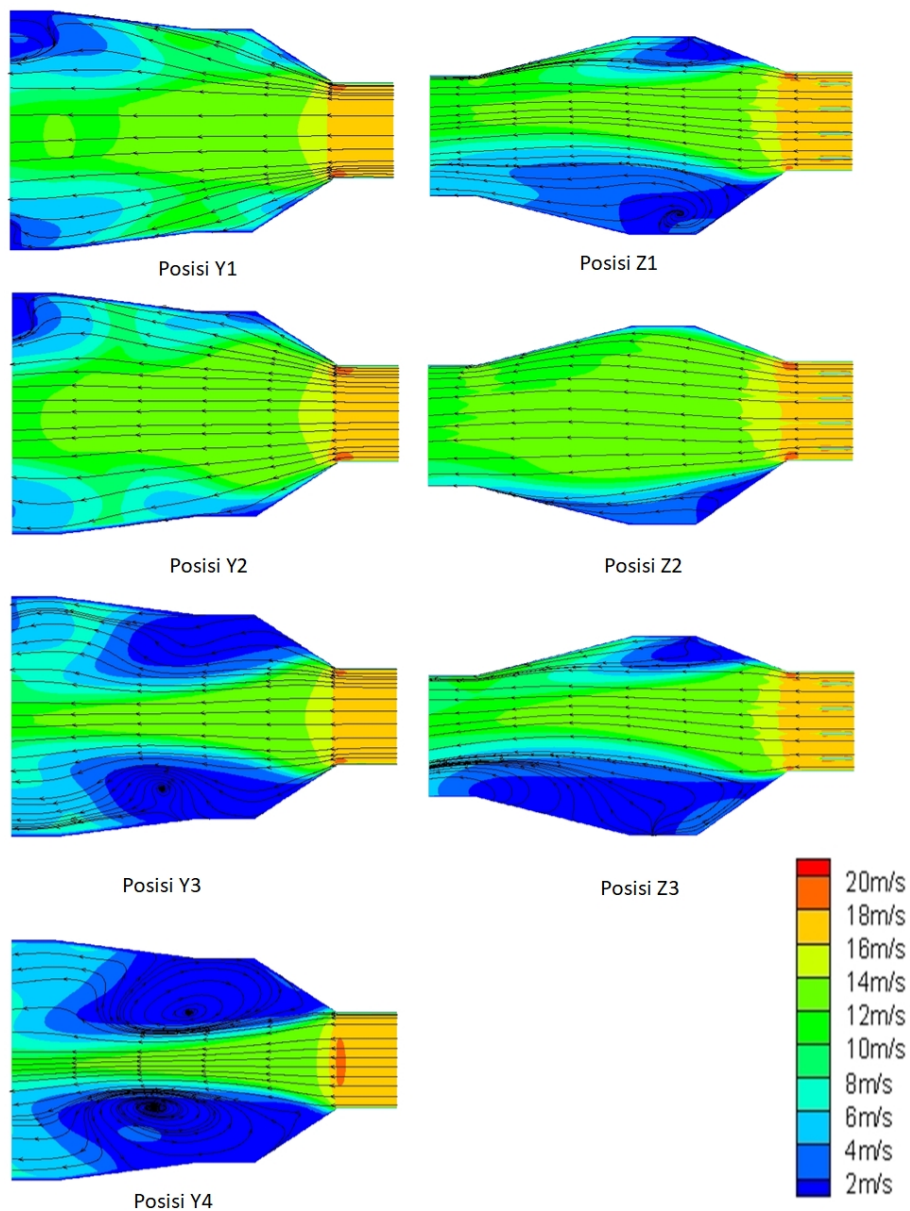 Posisi Y1
Posisi Z1
Posisi Y2
Posisi Z2
Posisi Y3
Posisi Z3
20m/s
18m/s
16m/s
14m/s
12m/s
10m/s
8m/s
6m/s
4m/s
2m/s
Posisi Y4